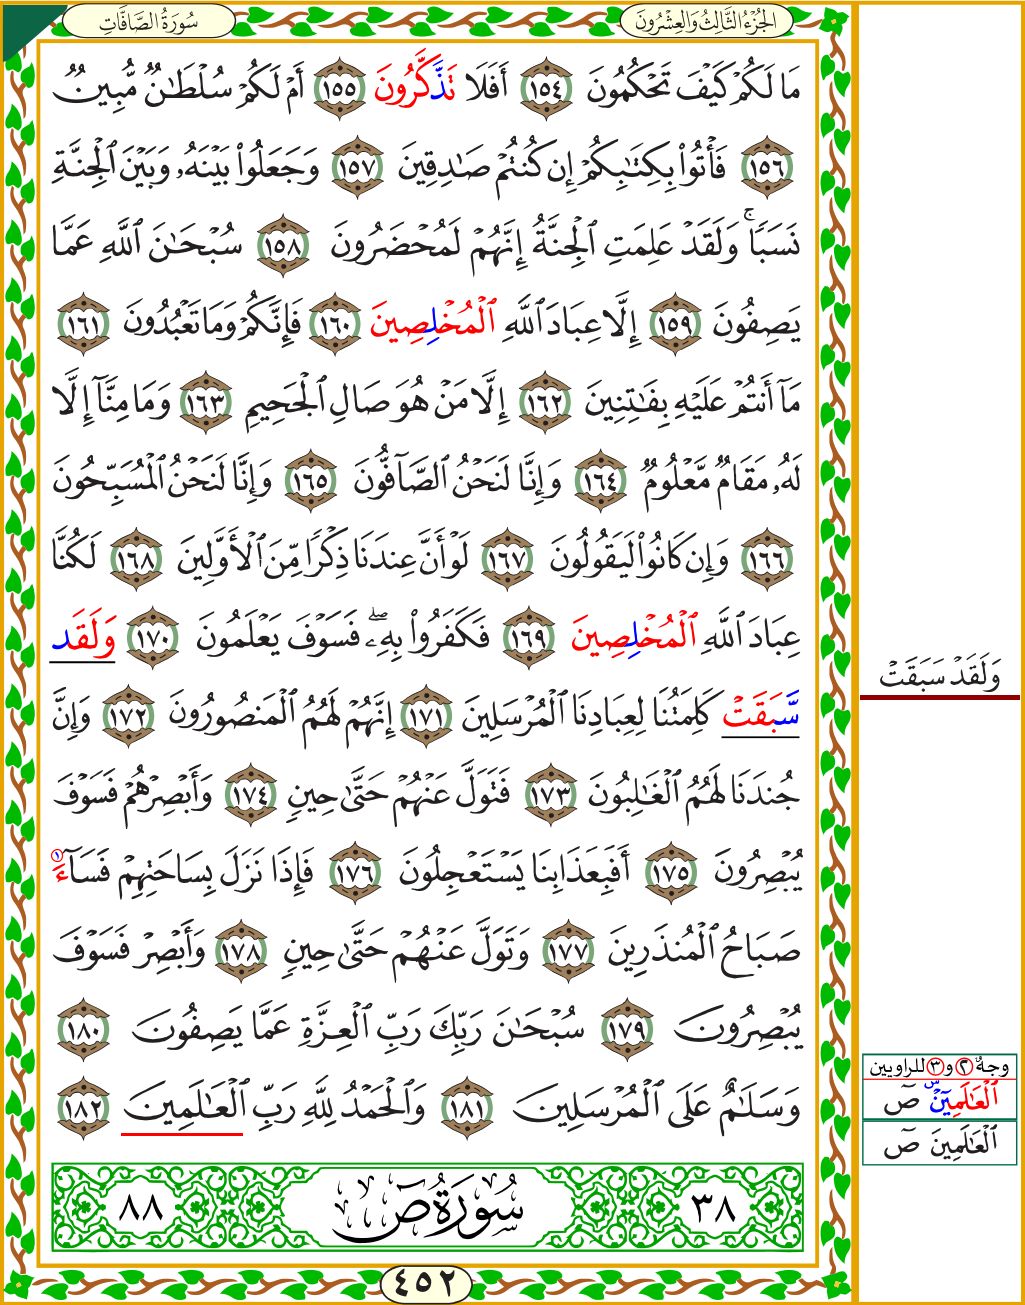 سُورَةُ الصَّافَّاتِ
الجُزْءُ الثَّالِثُ وَالعِشْرُونَ
مَا لَكُمْ كَيْفَ تَحْكُمُونَ ١٥٤ أَفَلَا تَذَّكَّرُونَ ١٥٥ أَمْ لَكُمْ سُلْطَٰنٌ مُّبِينٌ
١٥٦ فَأْتُوا۟ بِكِتَٰبِكُمْ إِن كُنتُمْ صَٰدِقِينَ ١٥٧ وَجَعَلُوا۟ بَيْنَهُۥ وَبَيْنَ ٱلْجِنَّةِ
نَسَبًا ۚ وَلَقَدْ عَلِمَتِ ٱلْجِنَّةُ إِنَّهُمْ لَمُحْضَرُونَ ١٥٨ سُبْحَٰنَ ٱللَّهِ عَمَّا
يَصِفُونَ ١٥٩ إِلَّا عِبَادَ ٱللَّهِ ٱلْمُخْلِصِينَ ١٦٠ فَإِنَّكُمْ وَمَا تَعْبُدُونَ ١٦١
مَآ أَنتُمْ عَلَيْهِ بِفَٰتِنِينَ ١٦٢ إِلَّا مَنْ هُوَ صَالِ ٱلْجَحِيمِ ١٦٣ وَمَا مِنَّآ إِلَّا
لَهُۥ مَقَامٌ مَّعْلُومٌ ١٦٤ وَإِنَّا لَنَحْنُ ٱلصَّآفُّونَ ١٦٥ وَإِنَّا لَنَحْنُ ٱلْمُسَبِّحُونَ
١٦٦ وَإِن كَانُوا۟ لَيَقُولُونَ ١٦٧ لَوْ أَنَّ عِندَنَا ذِكْرًا مِّنَ ٱلْأَوَّلِينَ ١٦٨ لَكُنَّا
عِبَادَ ٱللَّهِ ٱلْمُخْلِصِينَ ١٦٩ فَكَفَرُوا۟ بِهِۦ ۖ فَسَوْفَ يَعْلَمُونَ ١٧٠ وَلَقَد
سَّبَقَتْ كَلِمَتُنَا لِعِبَادِنَا ٱلْمُرْسَلِينَ ١٧١ إِنَّهُمْ لَهُمُ ٱلْمَنصُورُونَ ١٧٢ وَإِنَّ
جُندَنَا لَهُمُ ٱلْغَٰلِبُونَ ١٧٣ فَتَوَلَّ عَنْهُمْ حَتَّىٰ حِينٍ ١٧٤ وَأَبْصِرْهُمْ فَسَوْفَ
يُبْصِرُونَ ١٧٥ أَفَبِعَذَابِنَا يَسْتَعْجِلُونَ ١٧٦ فَإِذَا نَزَلَ بِسَاحَتِهِمْ فَسَآءَ ١
صَبَاحُ ٱلْمُنذَرِينَ ١٧٧ وَتَوَلَّ عَنْهُمْ حَتَّىٰ حِينٍ ١٧٨ وَأَبْصِرْ فَسَوْفَ
يُبْصِرُونَ ١٧٩ سُبْحَٰنَ رَبِّكَ رَبِّ ٱلْعِزَّةِ عَمَّا يَصِفُونَ ١٨٠
وَسَلَٰمٌ عَلَى ٱلْمُرْسَلِينَ ١٨١ وَٱلْحَمْدُ لِلَّهِ رَبِّ ٱلْعَٰلَمِينَ ١٨٢
٣٨ سُورَةُ صٓ ٨٨
٤٥٢
وَلَقَدْ سَبَقَتْ
وجهُ ٢ و ٣ للراويين
ٱلْعَٰلَمِينَۜ صٓ
ٱلْعَٰلَمِينَ صٓ